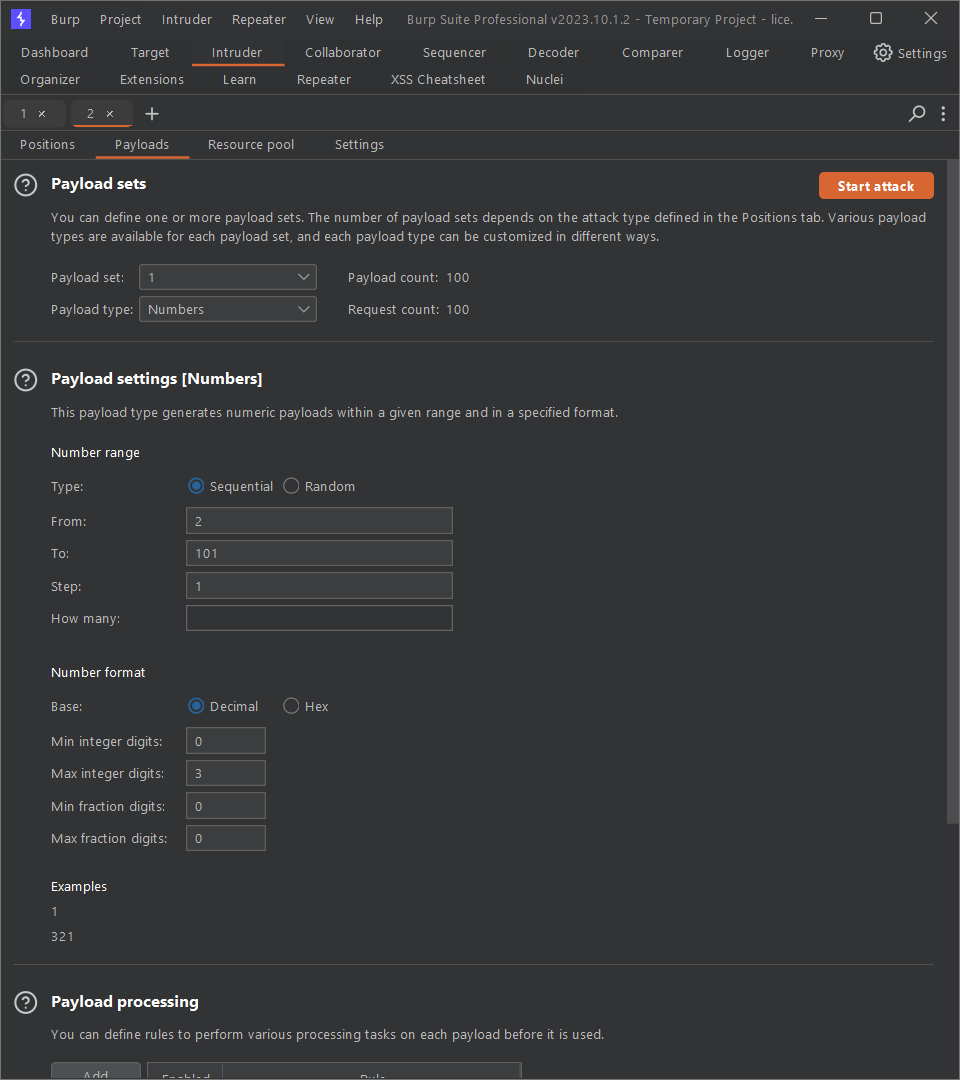 Burp Project Intruder Repeater View Help Burp Suite Professional v2023.10.1.2 - Temporary Project - lice.
Dashboard Target Intruder Collaborator Sequencer Decoder Comparer Logger Proxy Settings
Organizer Extensions Learn Repeater XSS Cheatsheet Nuclei
1 × 2 × +
Positions Payloads Resource pool Settings
? Payload sets Start attack
You can define one or more payload sets. The number of payload sets depends on the attack type defined in the Positions tab. Various payload
types are available for each payload set, and each payload type can be customized in different ways.
Payload set: 1 Payload count: 100
Payload type: Numbers Request count: 100
? Payload settings [Numbers]
This payload type generates numeric payloads within a given range and in a specified format.
Number range
Type: Sequential Random
From: 2
To: 101
Step: 1
How many:
Number format
Base: Decimal Hex
Min integer digits: 0
Max integer digits: 3
Min fraction digits: 0
Max fraction digits: 0
Examples
1
321
? Payload processing
You can define rules to perform various processing tasks on each payload before it is used.
Add Enabled Rule